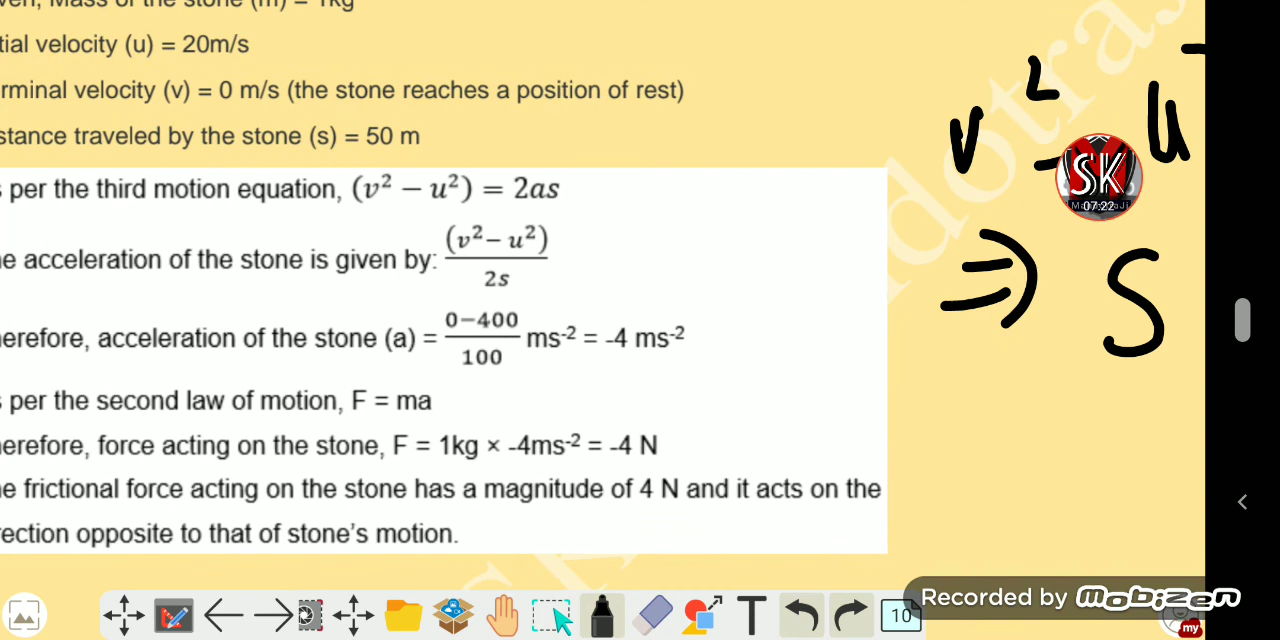 ven, Mass of the stone (m) = 1kg
tial velocity (u) = 20m/s
rminal velocity (v) = 0 m/s (the stone reaches a position of rest)
stance traveled by the stone (s) = 50 m
s per the third motion equation, (v² − u²) = 2as
e acceleration of the stone is given by: (v²− u²) / 2s
erefore, acceleration of the stone (a) = 0−400 / 100 ms-2 = -4 ms-2
s per the second law of motion, F = ma
erefore, force acting on the stone, F = 1kg × -4ms-2 = -4 N
e frictional force acting on the stone has a magnitude of 4 N and it acts on the
rection opposite to that of stone's motion.
v² - u
⇒ S
SK
07:22
T
10
Recorded by mobizen
my